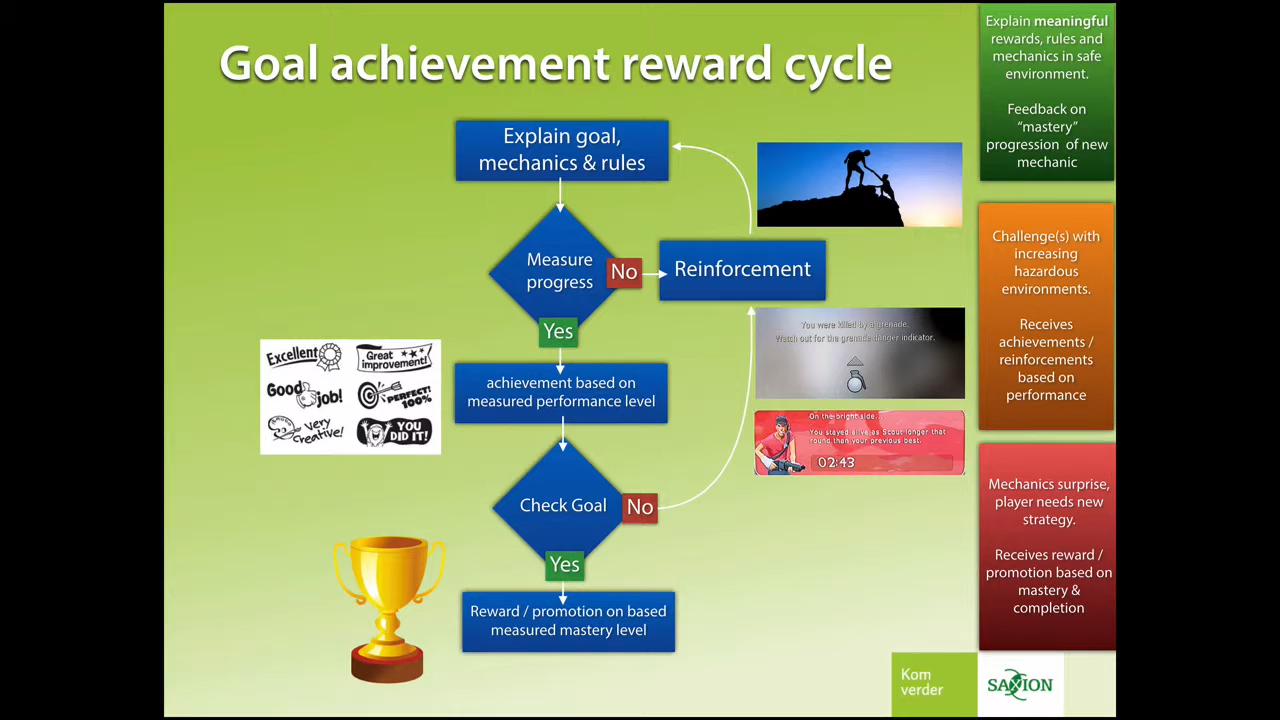 Goal achievement reward cycle
Explain goal,
mechanics & rules
Measure
progress
No
Reinforcement
Yes
achievement based on
measured performance level
Check Goal
No
Yes
Reward / promotion on based
measured mastery level
Excellent
Great
improvement!
Good
job!
PERFECT!
100%
Very
Creative!
YOU
DID IT!
You were killed by a grenade.
Watch out for the grenade danger indicator.
On the bright side...
You stayed alive as Scout longer that
round than your previous best.
02:43
Explain meaningful
rewards, rules and
mechanics in safe
environment.
Feedback on
“mastery”
progression of new
mechanic
Challenge(s) with
increasing
hazardous
environments.
Receives
achievements /
reinforcements
based on
performance
Mechanics surprise,
player needs new
strategy.
Receives reward /
promotion based on
mastery &
completion
Kom
verder
SAXION